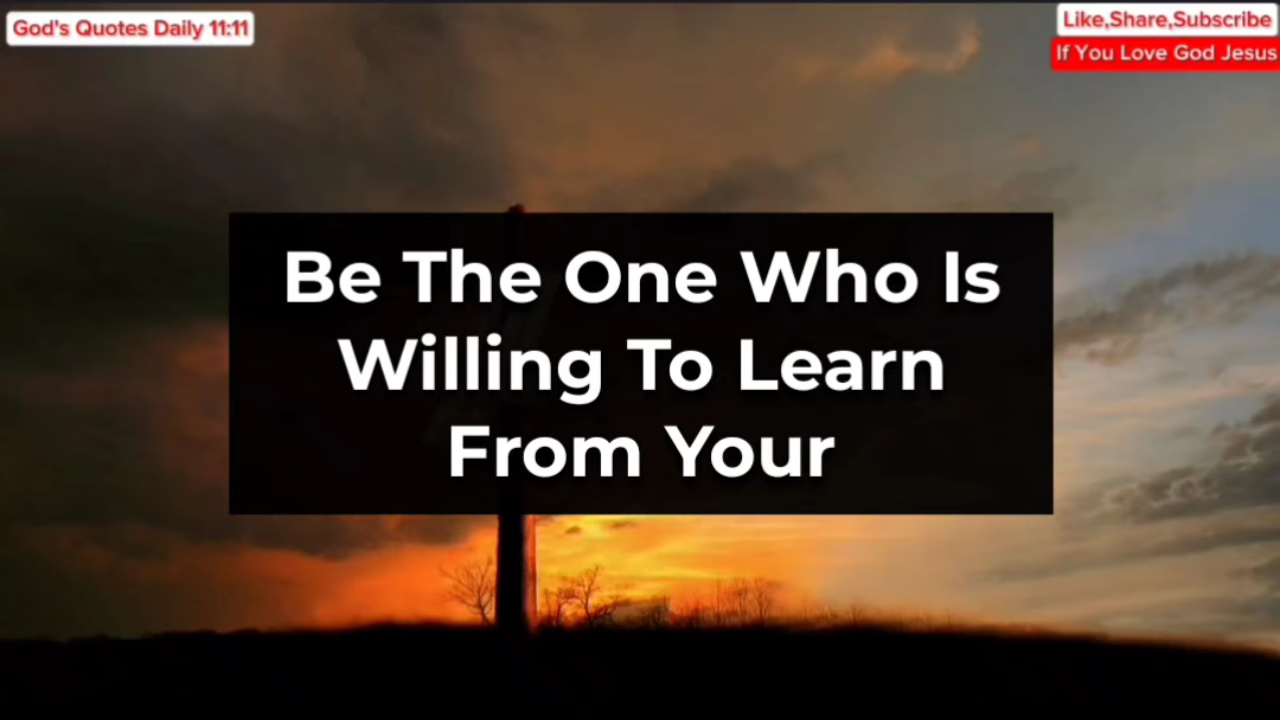 God's Quotes Daily 11:11
Like,Share,Subscribe
If You Love God Jesus
Be The One Who Is
Willing To Learn
From Your